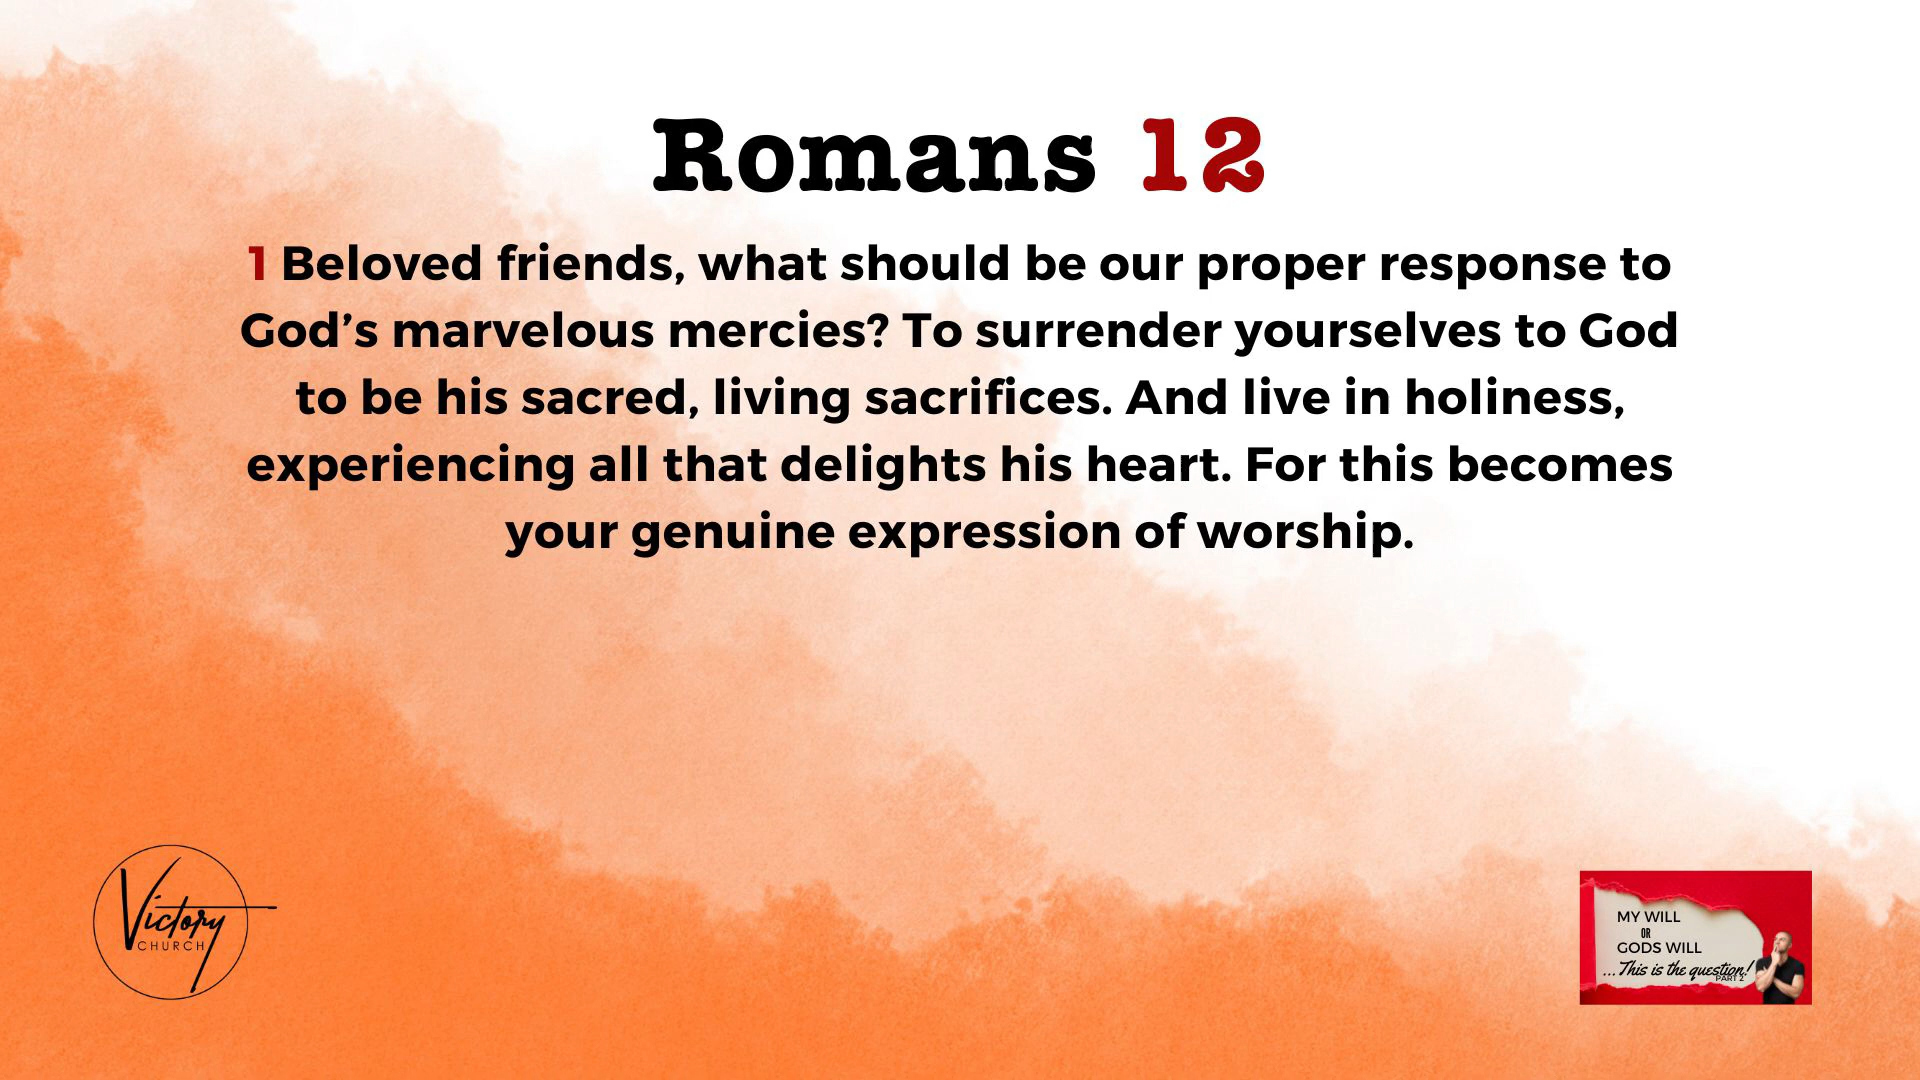 Romans 12
1 Beloved friends, what should be our proper response to
God’s marvelous mercies? To surrender yourselves to God
to be his sacred, living sacrifices. And live in holiness,
experiencing all that delights his heart. For this becomes
your genuine expression of worship.
Victory
CHURCH
MY WILL
OR
GODS WILL
...This is the question!
PART 2